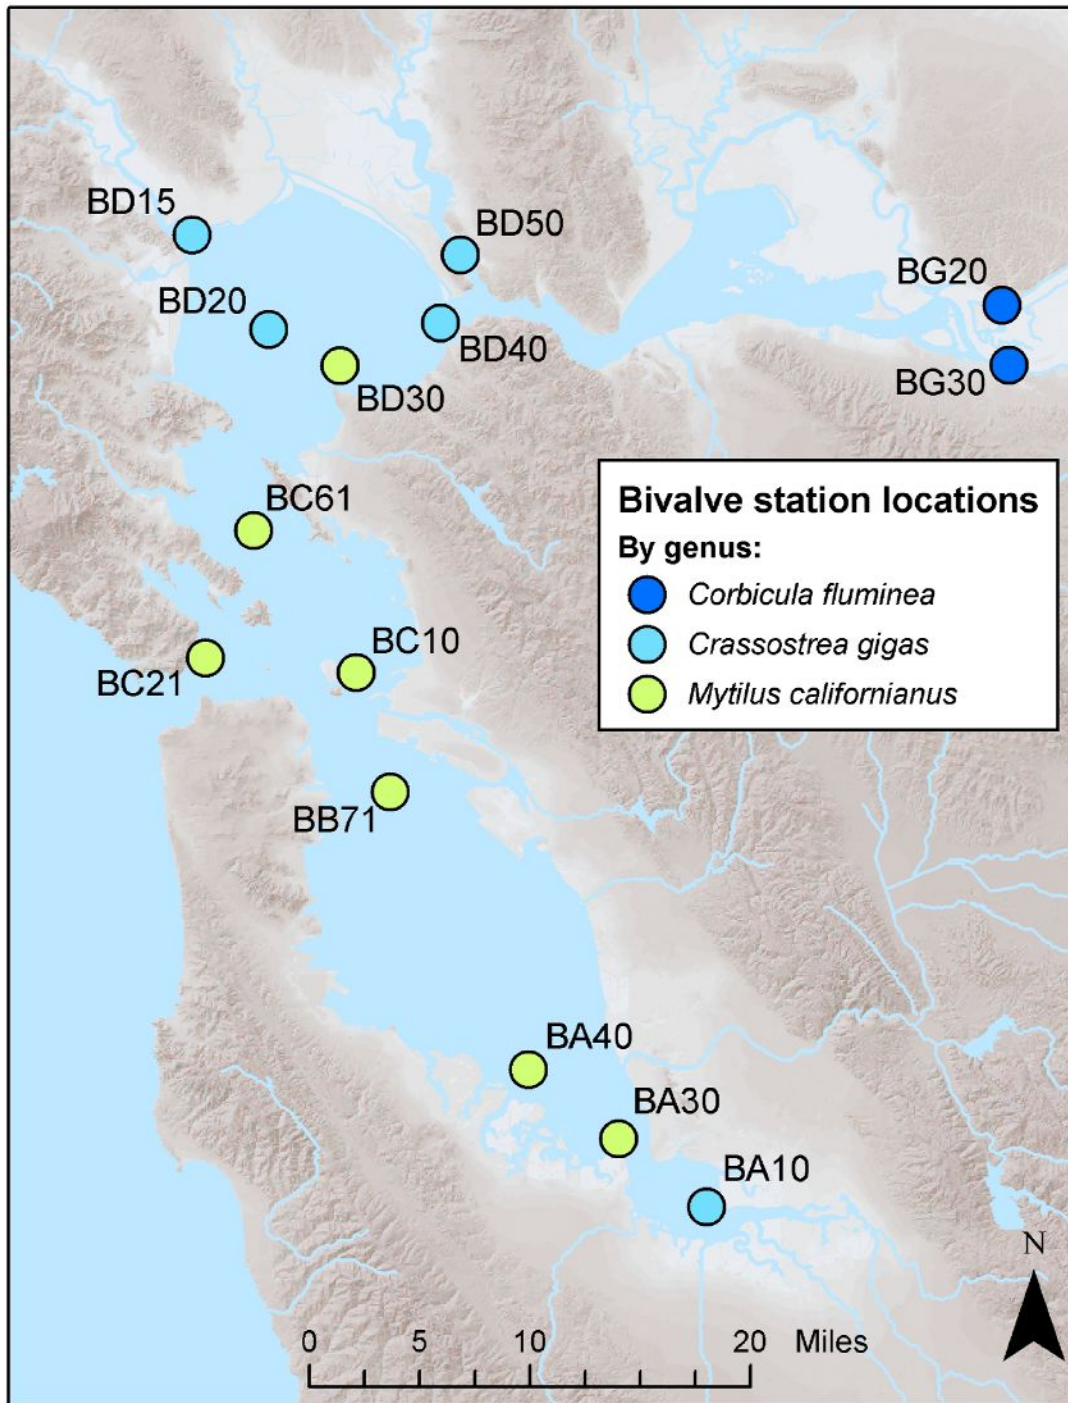 BD15
BD50
BG20
BD20
BD40
BG30
BD30
Bivalve station locations
By genus:
Corbicula fluminea
Crassostrea gigas
Mytilus californianus
BC61
BC10
BC21
BB71
BA40
BA30
BA10
N
0 5 10 20 Miles